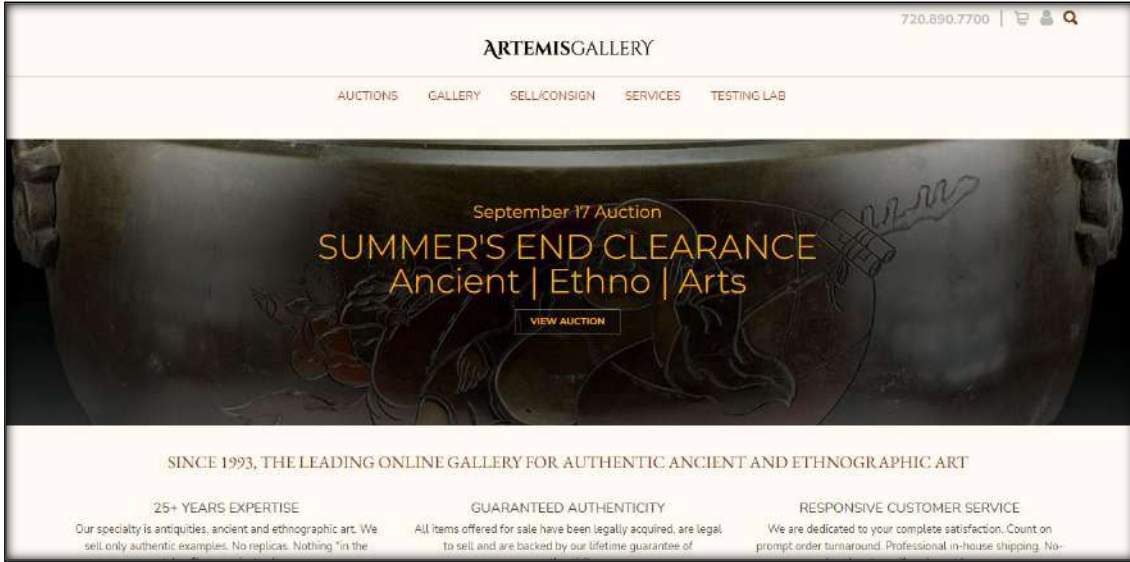 720.890.7700
ARTEMISGALLERY
AUCTIONS GALLERY SELL/CONSIGN SERVICES TESTING LAB
September 17 Auction
SUMMER'S END CLEARANCE
Ancient | Ethno | Arts
VIEW AUCTION
SINCE 1993, THE LEADING ONLINE GALLERY FOR AUTHENTIC ANCIENT AND ETHNOGRAPHIC ART
25+ YEARS EXPERTISE
Our specialty is antiquities, ancient and ethnographic art. We
sell only authentic examples. No replicas. Nothing "in the
GUARANTEED AUTHENTICITY
All items offered for sale have been legally acquired, are legal
to sell and are backed by our lifetime guarantee of
RESPONSIVE CUSTOMER SERVICE
We are dedicated to your complete satisfaction. Count on
prompt order turnaround. Professional in-house shipping. No-